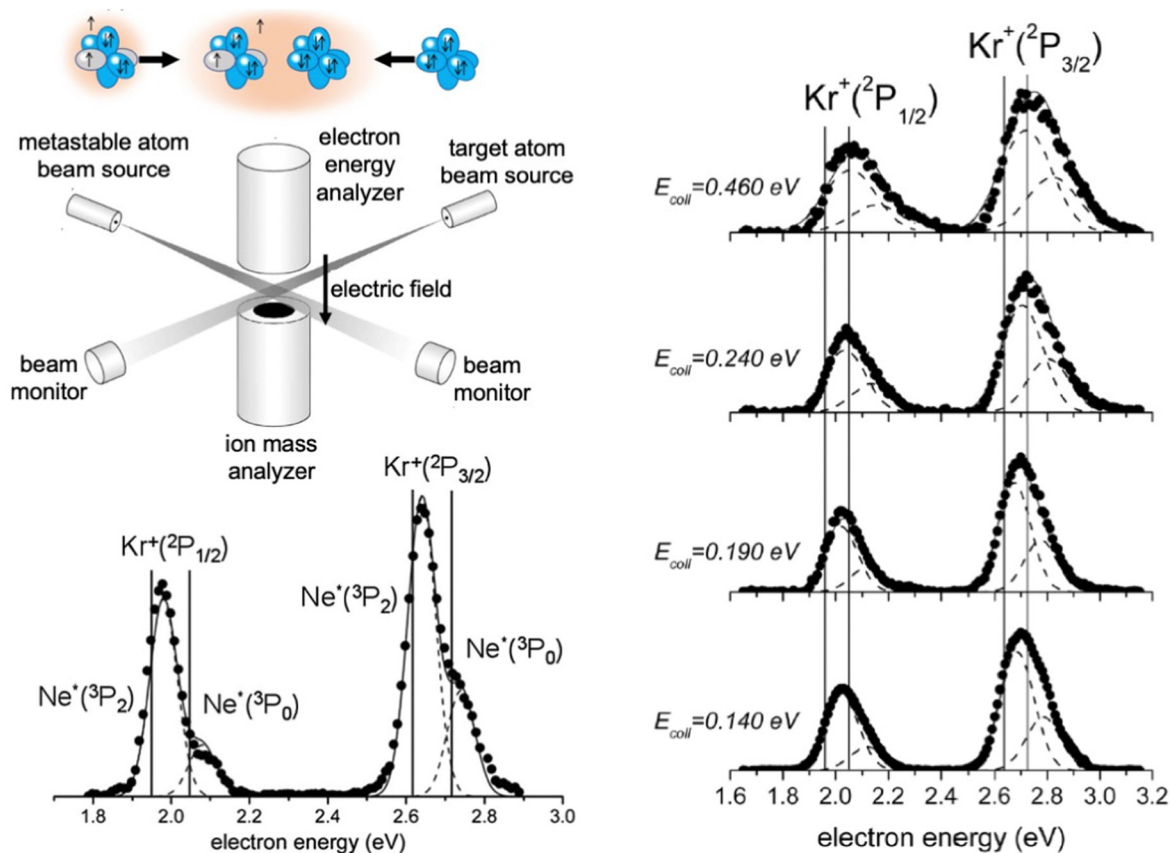 metastable atom
beam source
electron
energy
analyzer
target atom
beam source
electric field
beam
monitor
beam
monitor
ion mass
analyzer
Kr⁺(²P₃/₂)
Kr⁺(²P₁/₂)
Ne*(³P₂)
Ne*(³P₀)
Ne*(³P₂)
Ne*(³P₀)
1.8 2.0 2.2 2.4 2.6 2.8 3.0
electron energy (eV)
Kr⁺(²P₃/₂)
Kr⁺(²P₁/₂)
E_coll=0.460 eV
E_coll=0.240 eV
E_coll=0.190 eV
E_coll=0.140 eV
1.6 1.8 2.0 2.2 2.4 2.6 2.8 3.0 3.2
electron energy (eV)